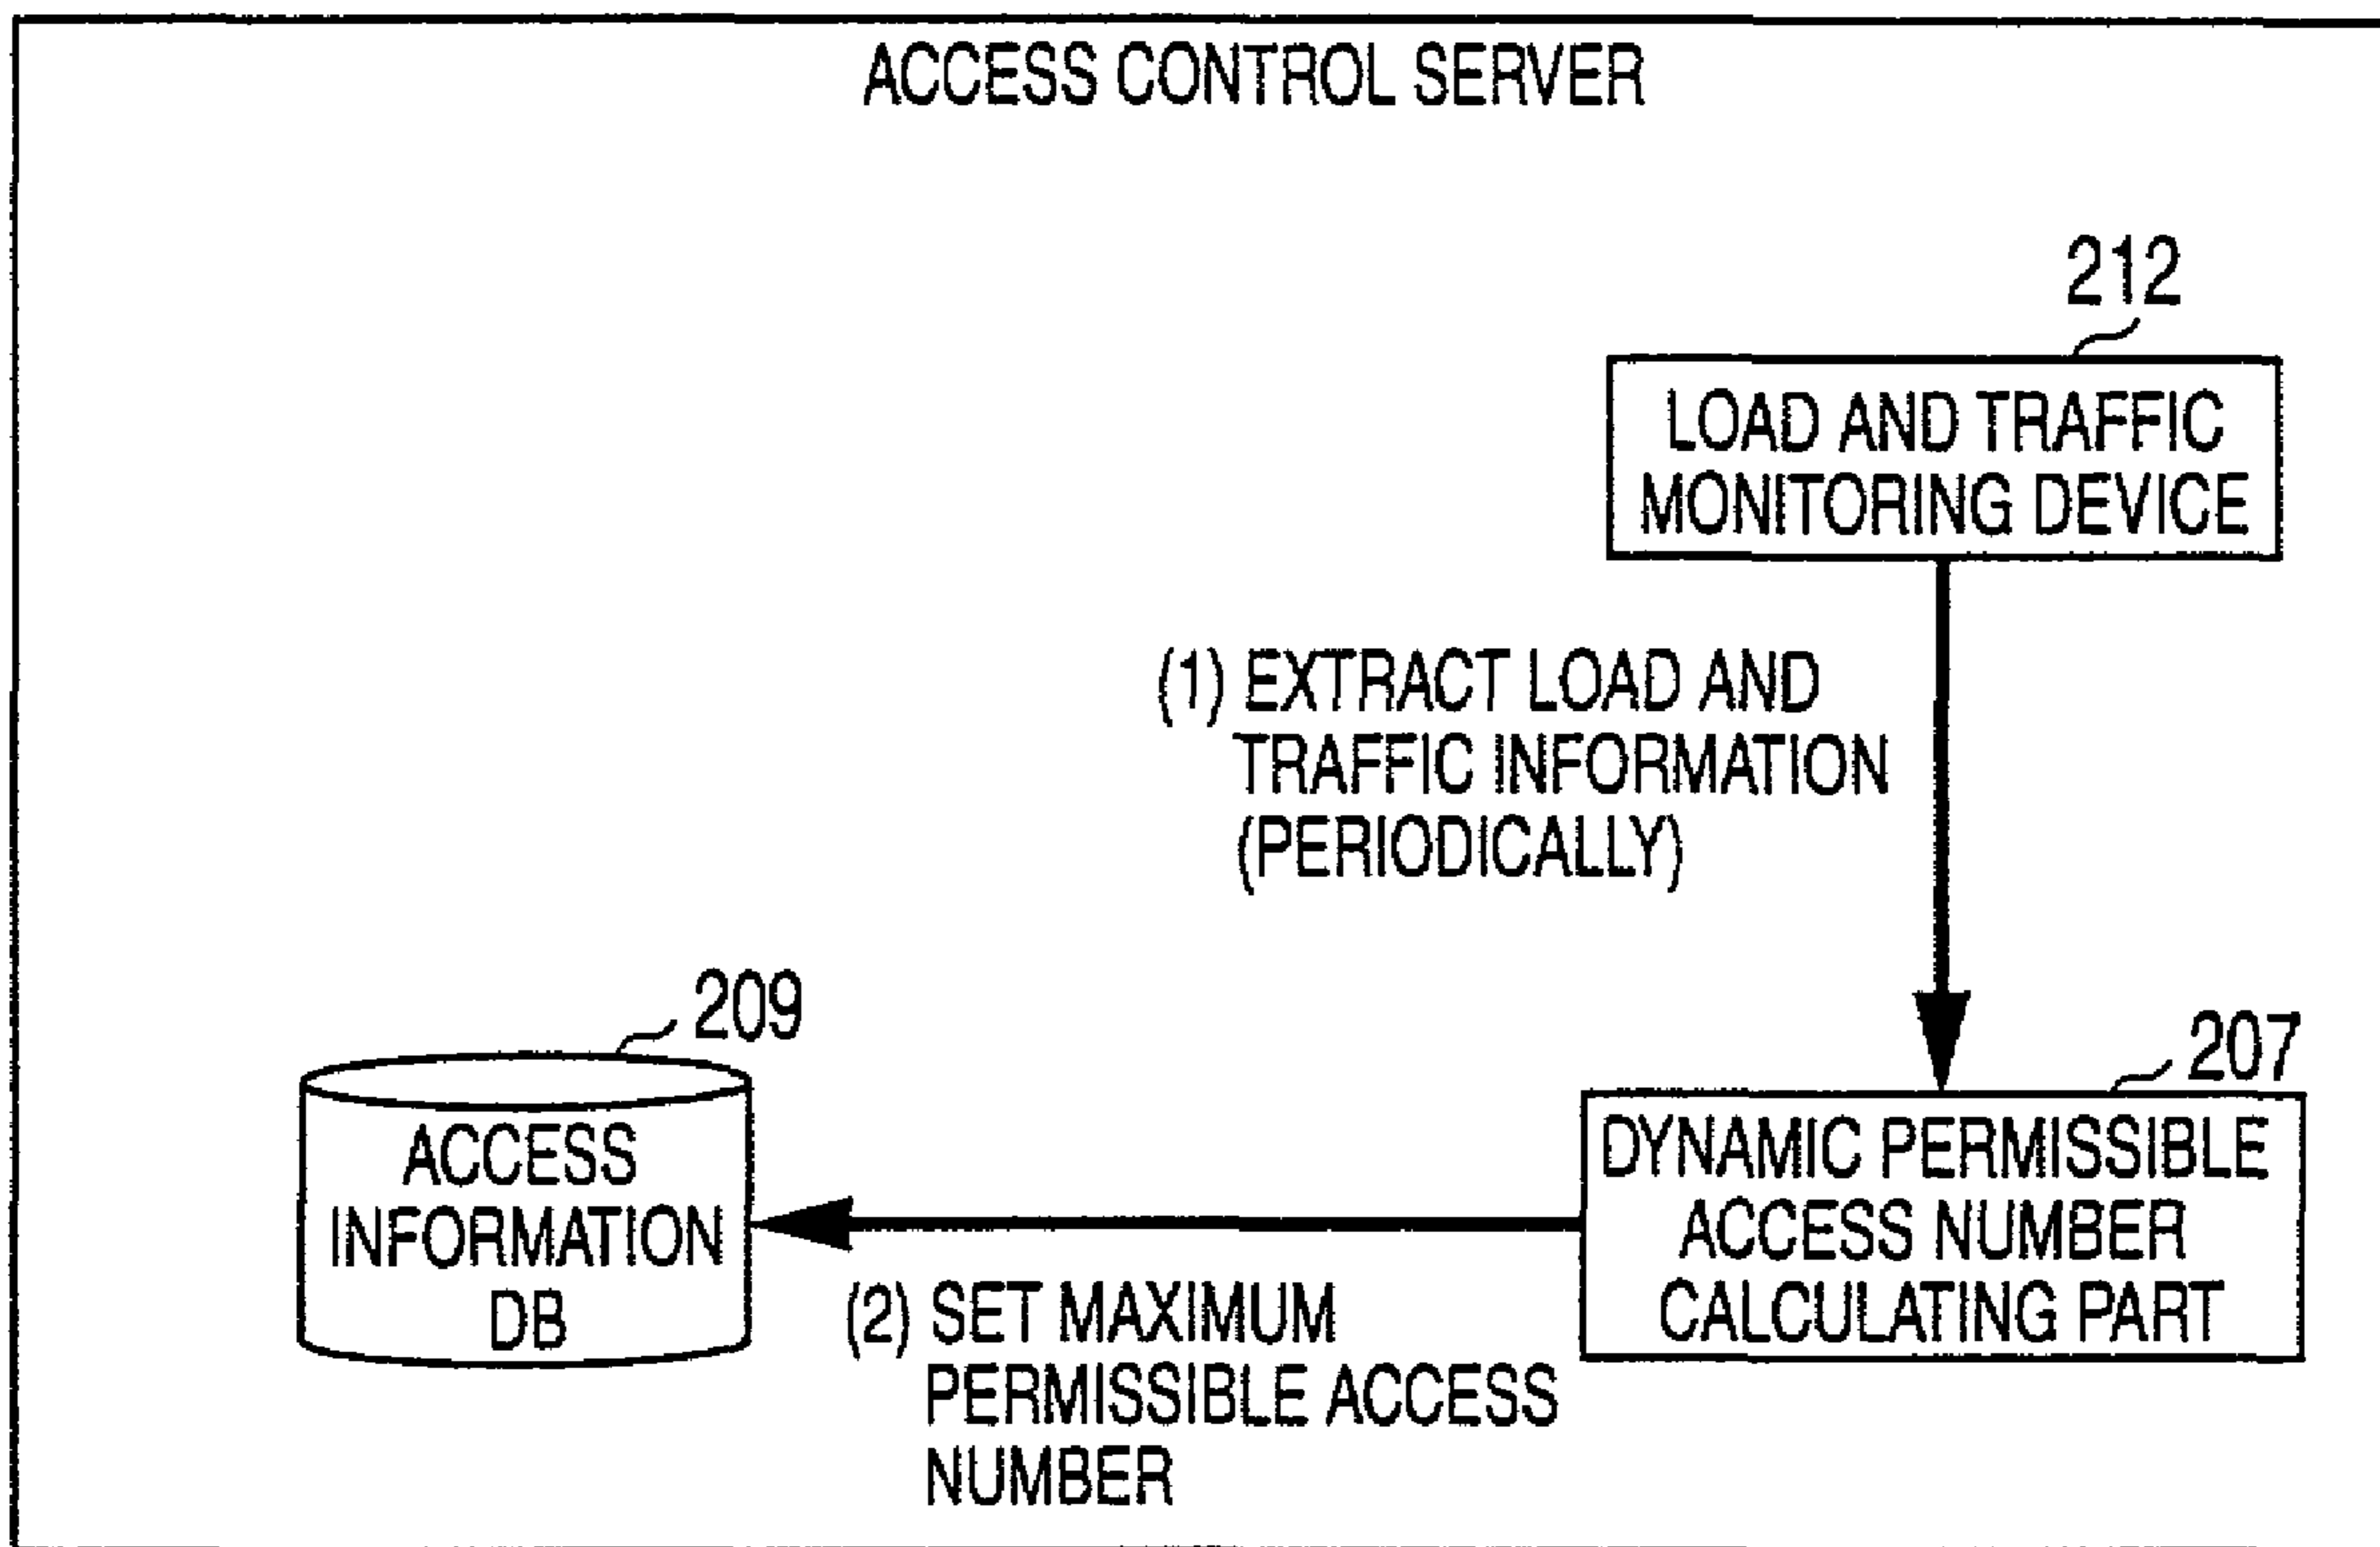 ACCESS CONTROL SERVER
212
LOAD AND TRAFFIC
MONITORING DEVICE
(1) EXTRACT LOAD AND
TRAFFIC INFORMATION
(PERIODICALLY)
209
ACCESS
INFORMATION
DB
207
DYNAMIC PERMISSIBLE
ACCESS NUMBER
CALCULATING PART
(2) SET MAXIMUM
PERMISSIBLE ACCESS
NUMBER